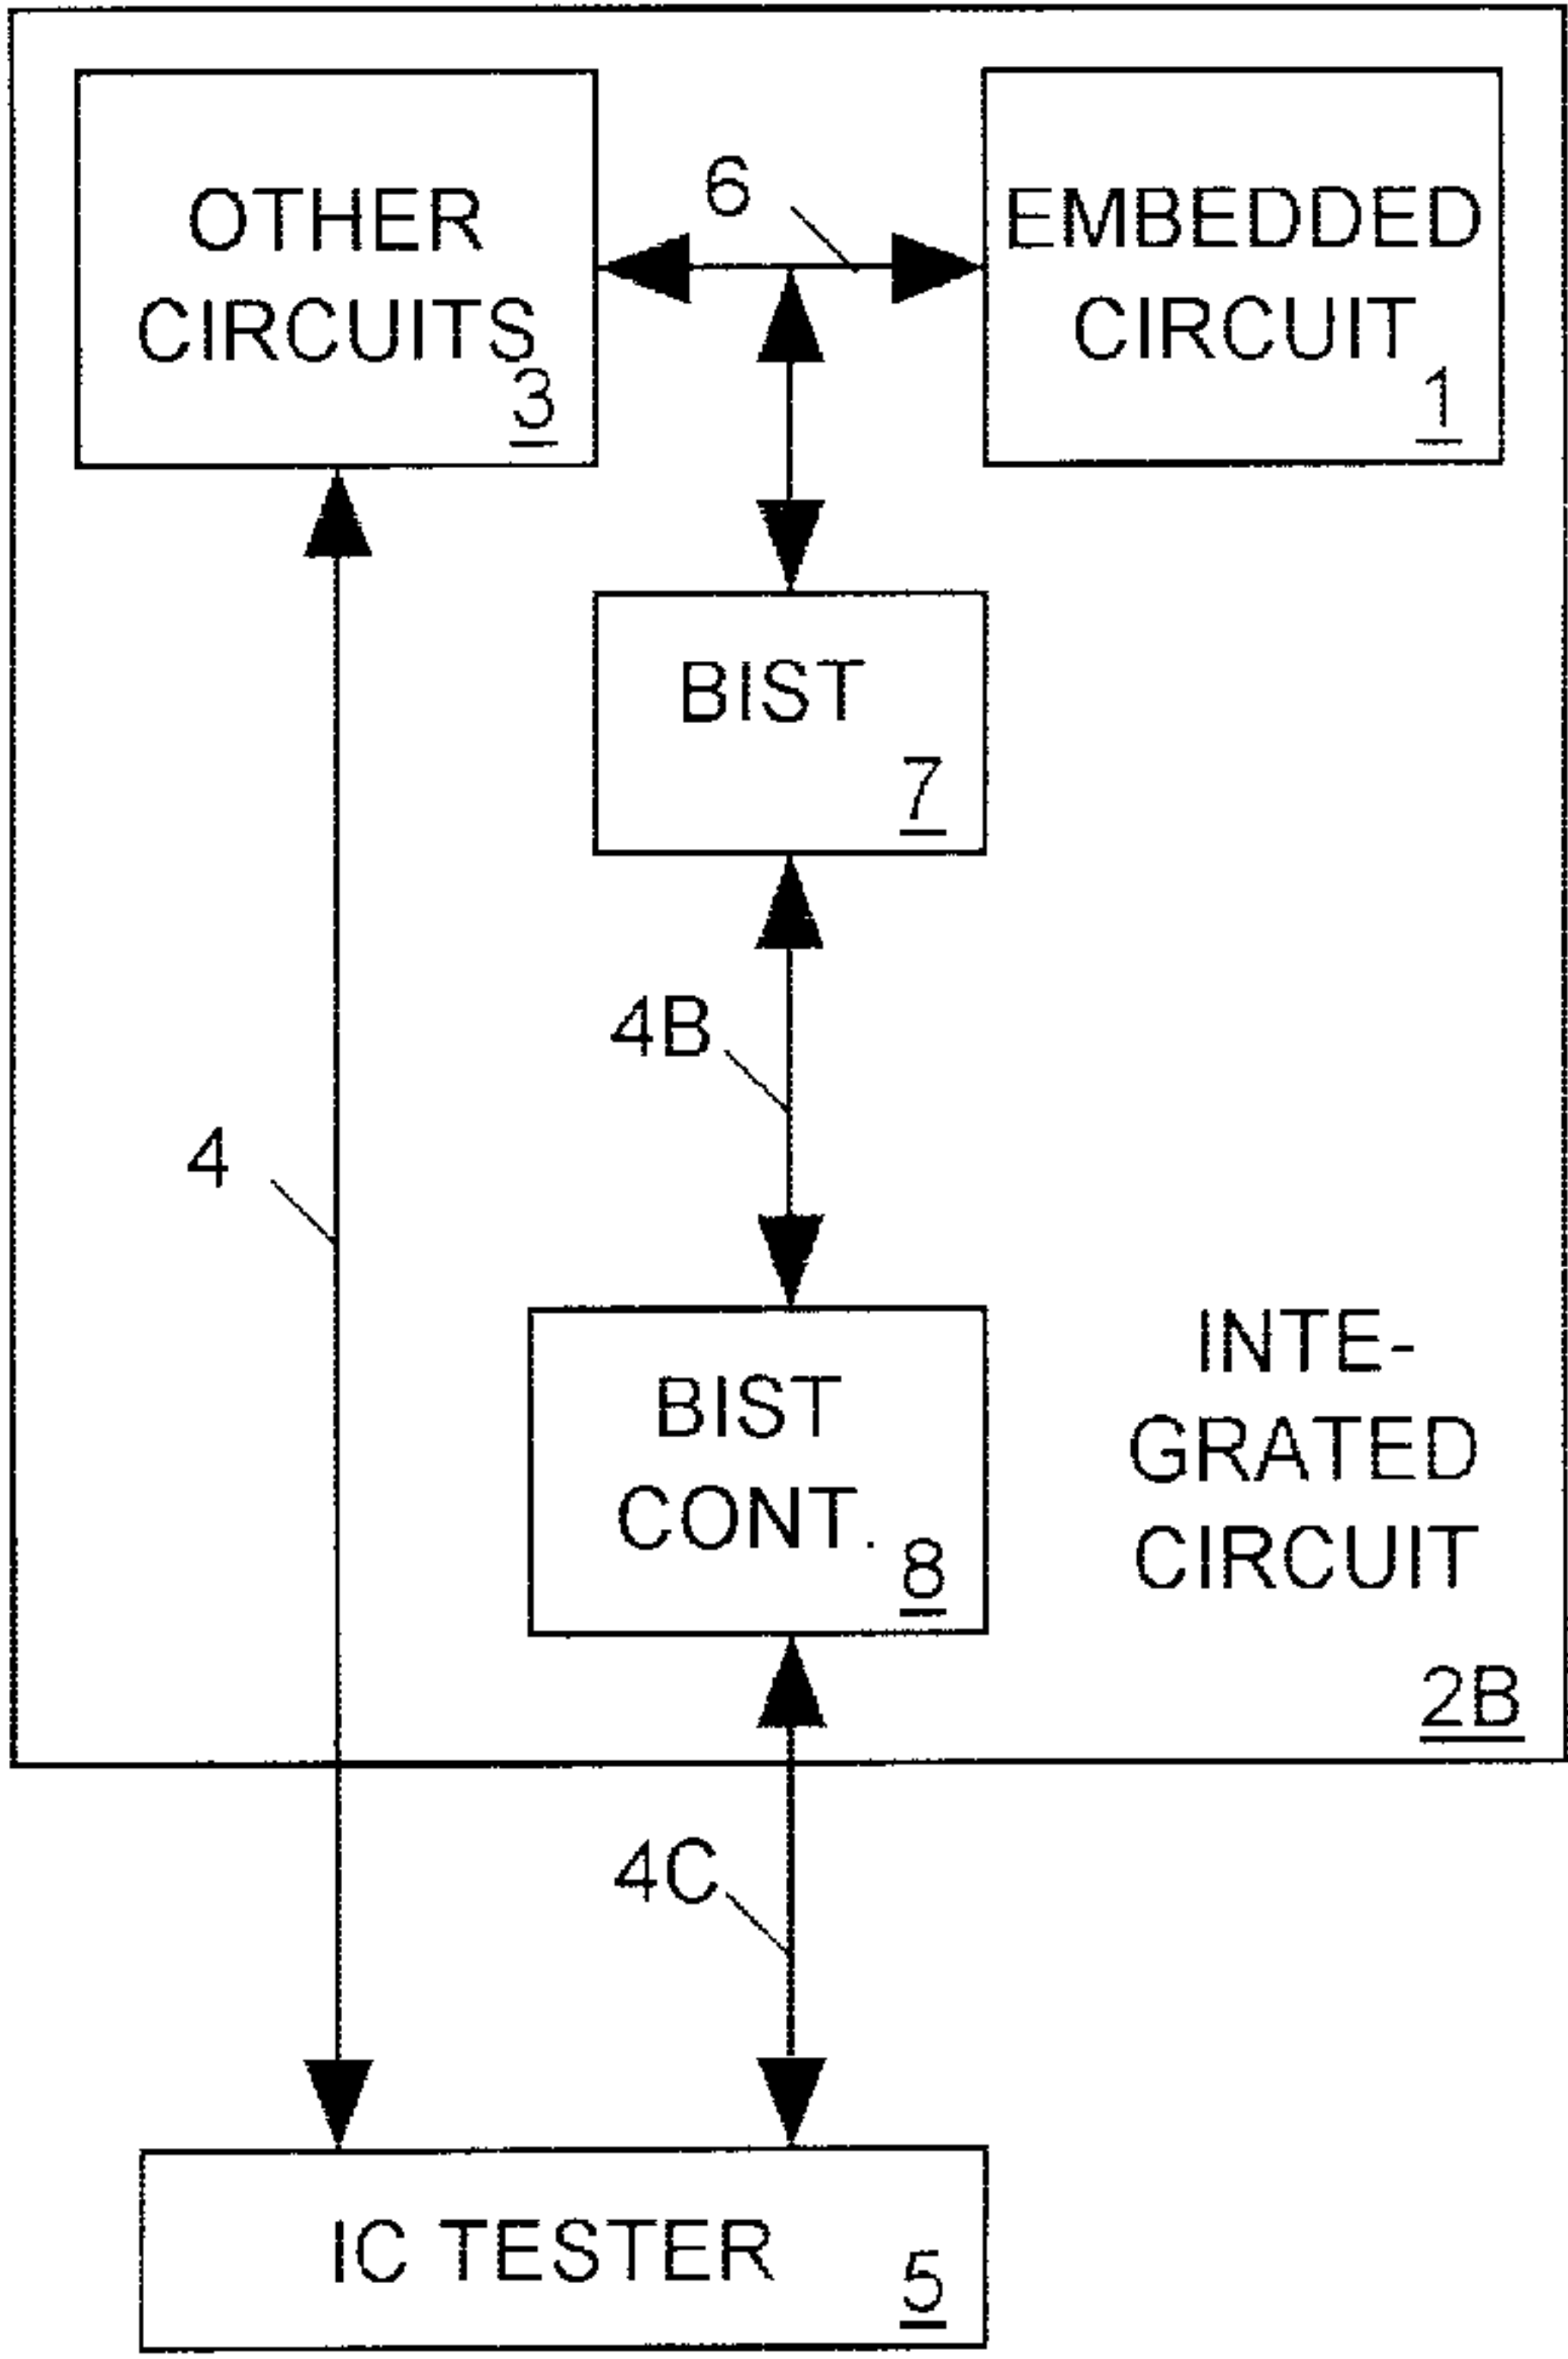 OTHER
CIRCUITS
3
6
EMBEDDED
CIRCUIT
1
BIST
7
4B
4
BIST
CONT.
8
INTE-
GRATED
CIRCUIT
2B
4C
IC TESTER
5